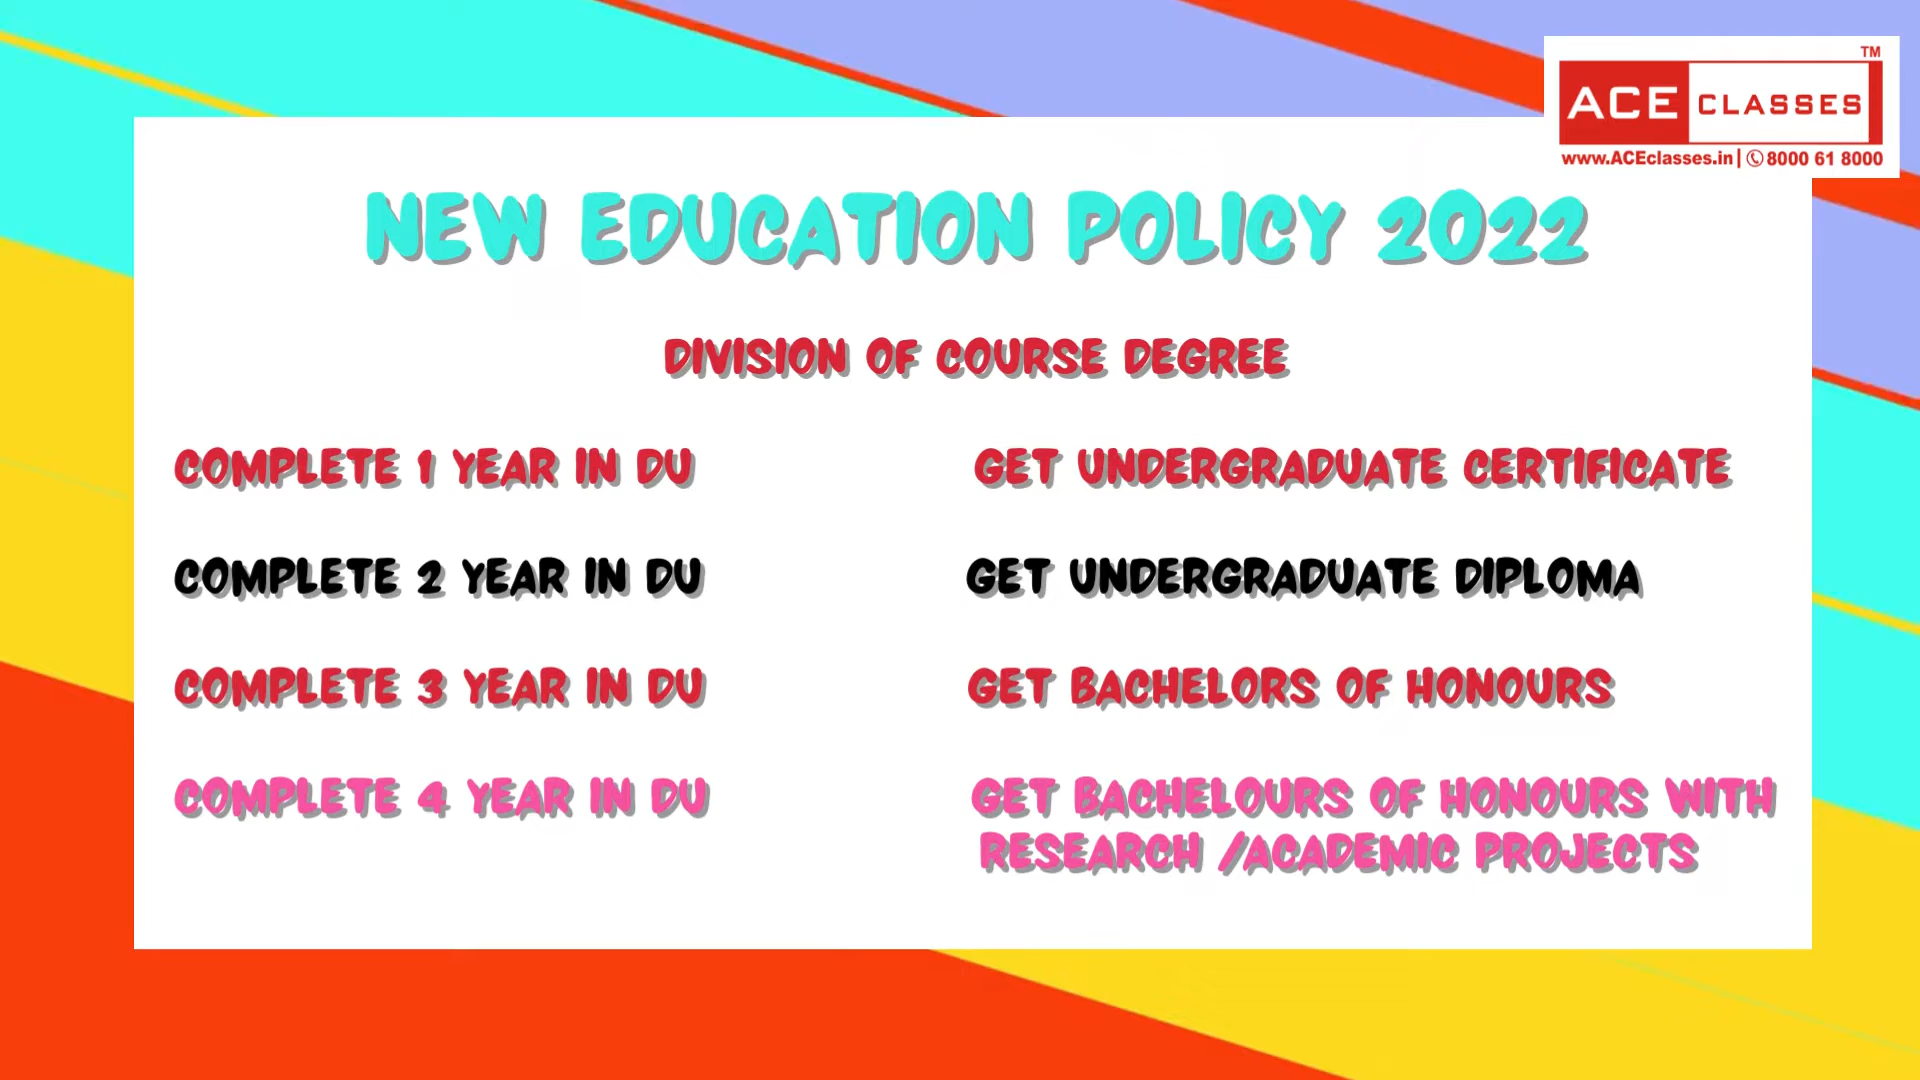 TM
ACE CLASSES
www.ACEclasses.in | 8000 61 8000
NEW EDUCATION POLICY 2022
DIVISION OF COURSE DEGREE
COMPLETE 1 YEAR IN DU GET UNDERGRADUATE CERTIFICATE
COMPLETE 2 YEAR IN DU GET UNDERGRADUATE DIPLOMA
COMPLETE 3 YEAR IN DU GET BACHELORS OF HONOURS
COMPLETE 4 YEAR IN DU GET BACHELOURS OF HONOURS WITH
RESEARCH /ACADEMIC PROJECTS